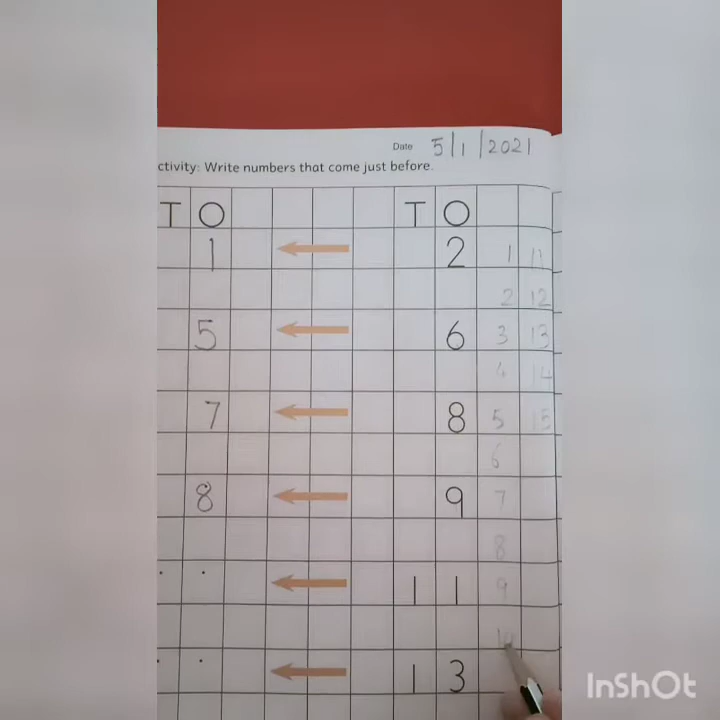 Date 5/1/2021
ctivity: Write numbers that come just before.
T O T O
1 2 1 11
2 12
5 6 3 13
4 14
7 8 5 15
6
8 9 7
8
1 1 9
10
1 3
InShOt